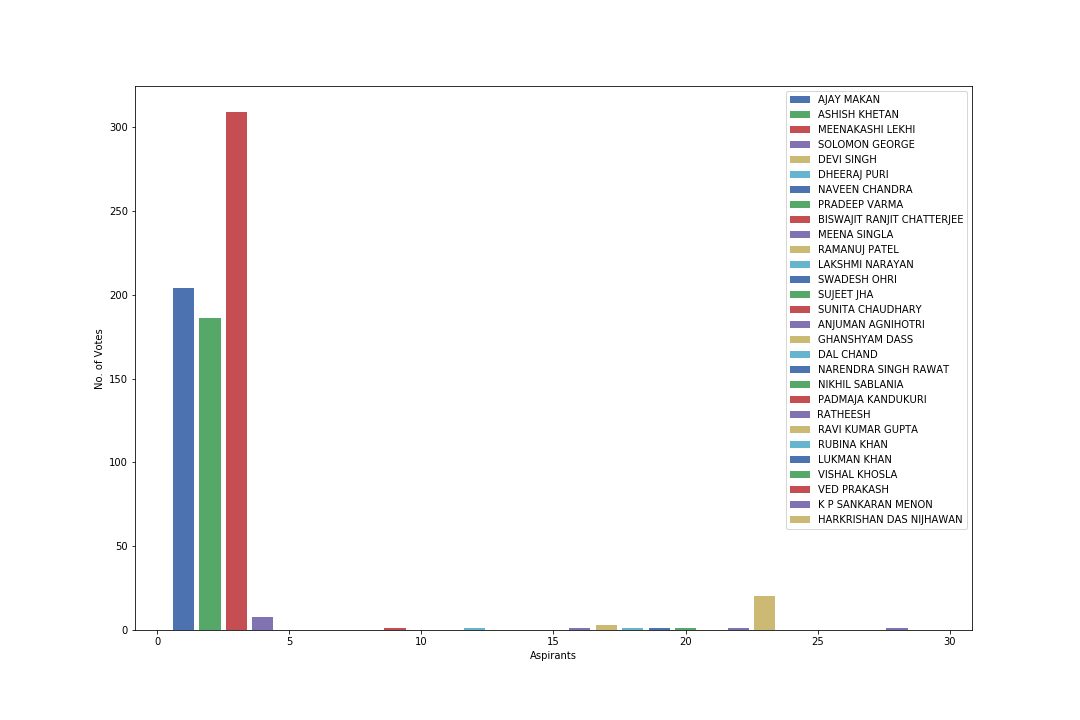 300
250
200
150
100
50
0
No. of Votes
0 5 10 15 20 25 30
Aspirants
AJAY MAKAN
ASHISH KHETAN
MEENAKASHI LEKHI
SOLOMON GEORGE
DEVI SINGH
DHEERAJ PURI
NAVEEN CHANDRA
PRADEEP VARMA
BISWAJIT RANJIT CHATTERJEE
MEENA SINGLA
RAMANUJ PATEL
LAKSHMI NARAYAN
SWADESH OHRI
SUJEET JHA
SUNITA CHAUDHARY
ANJUMAN AGNIHOTRI
GHANSHYAM DASS
DAL CHAND
NARENDRA SINGH RAWAT
NIKHIL SABLANIA
PADMAJA KANDUKURI
RATHEESH
RAVI KUMAR GUPTA
RUBINA KHAN
LUKMAN KHAN
VISHAL KHOSLA
VED PRAKASH
K P SANKARAN MENON
HARKRISHAN DAS NIJHAWAN